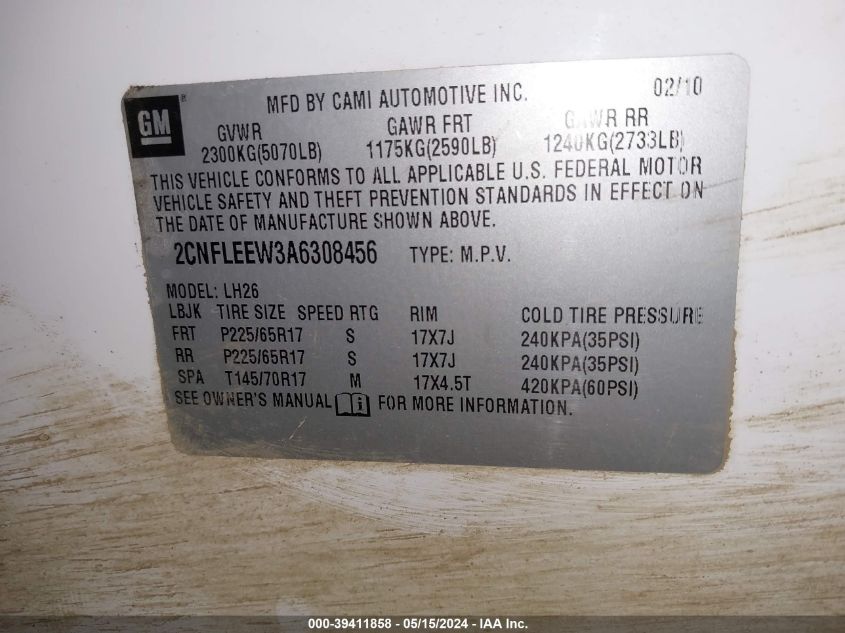 GM ®
MFD BY CAMI AUTOMOTIVE INC. 02/10
GVWR GAWR FRT GAWR RR
2300KG(5070LB) 1175KG(2590LB) 1240KG(2733LB)
THIS VEHICLE CONFORMS TO ALL APPLICABLE U.S. FEDERAL MOTOR
VEHICLE SAFETY AND THEFT PREVENTION STANDARDS IN EFFECT ON
THE DATE OF MANUFACTURE SHOWN ABOVE.
2CNFLEEW3A6308456 TYPE: M.P.V.
MODEL: LH26
LBJK TIRE SIZE SPEED RTG RIM COLD TIRE PRESSURE
FRT P225/65R17 S 17X7J 240KPA(35PSI)
RR P225/65R17 S 17X7J 240KPA(35PSI)
SPA T145/70R17 M 17X4.5T 420KPA(60PSI)
SEE OWNER'S MANUAL i FOR MORE INFORMATION.
000-39411858 - 05/15/2024 - IAA Inc.